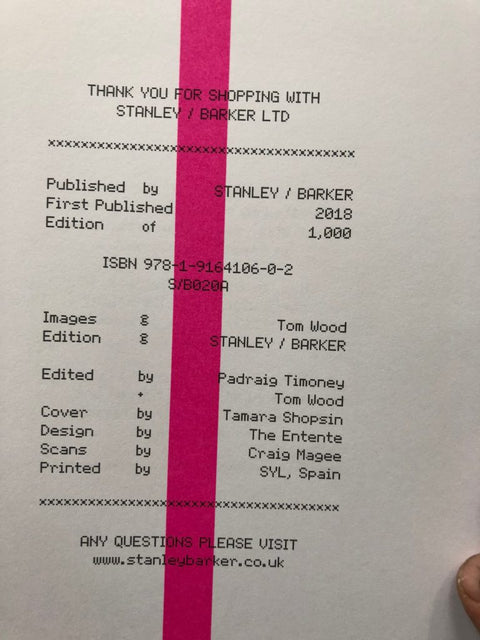 THANK YOU FOR SHOPPING WITH
STANLEY / BARKER LTD
xxxxxxxxxxxxxxxxxxxxxxxxxxxxxxxxxxxxxx
Published by STANLEY / BARKER
First Published 2018
Edition of 1,000
ISBN 978-1-9164106-0-2
S/B020A
Images © Tom Wood
Edition © STANLEY / BARKER
Edited by Padraig Timoney
+ Tom Wood
Cover by Tamara Shopsin
Design by The Entente
Scans by Craig Magee
Printed by SYL, Spain
xxxxxxxxxxxxxxxxxxxxxxxxxxxxxxxxxxxxxx
ANY QUESTIONS PLEASE VISIT
www.stanleybarker.co.uk